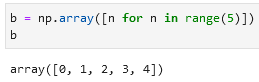 b = np.array([n for n in range(5)])
b
array([0, 1, 2, 3, 4])